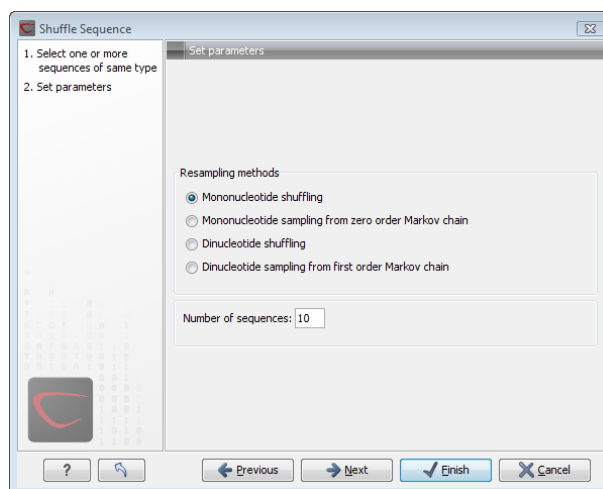 Shuffle Sequence
1. Select one or more
sequences of same type
2. Set parameters
Set parameters
Resampling methods
Mononucleotide shuffling
Mononucleotide sampling from zero order Markov chain
Dinucleotide shuffling
Dinucleotide sampling from first order Markov chain
Number of sequences: 10
? Previous Next Finish Cancel